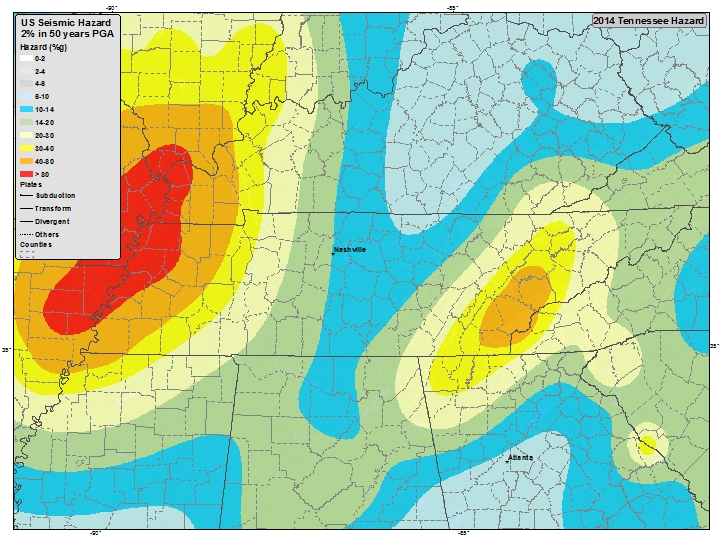 -90°
-85°
US Seismic Hazard
2% in 50 years PGA
2014 Tennessee Hazard
Hazard (%g)
0-2
2-4
4-6
6-10
10-14
14-20
20-30
30-40
40-80
> 80
Plates
Subduction
Transform
Divergent
Others
Counties
Nashville
35°
35°
Atlanta
-90°
-85°